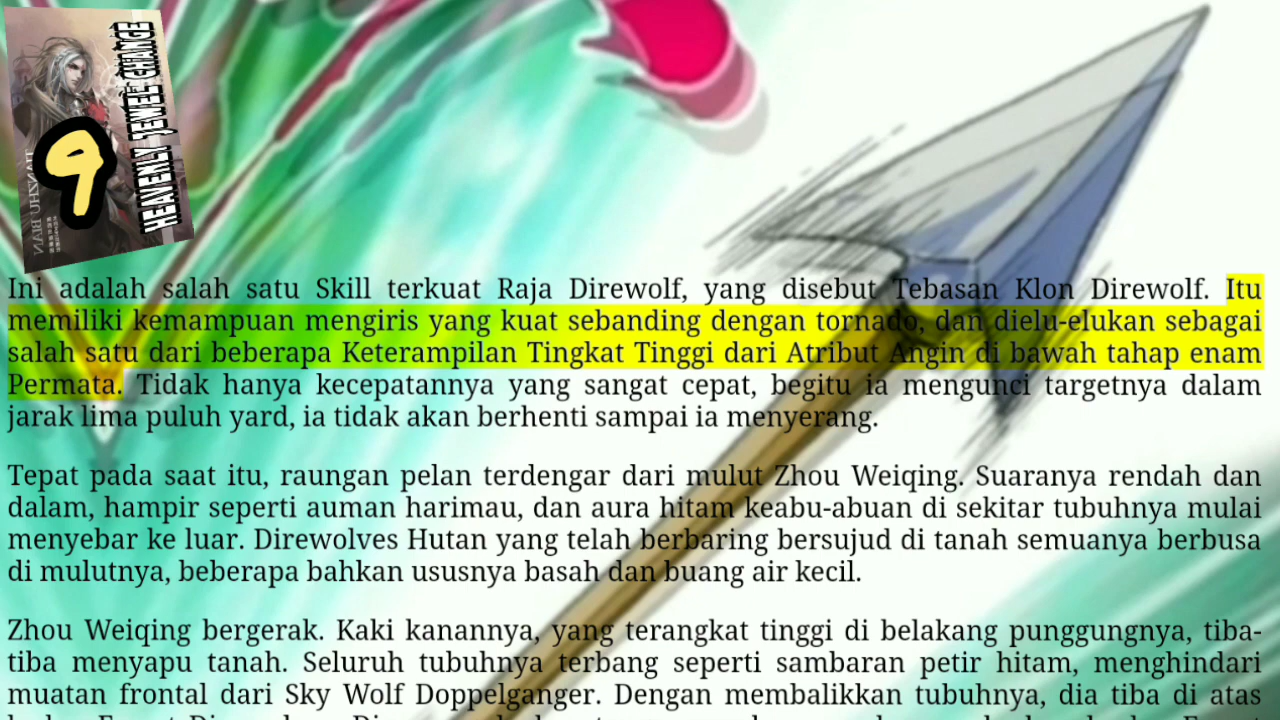 HEAVENLY JEWEL CHANGE
9
Ini adalah salah satu Skill terkuat Raja Direwolf, yang disebut Tebasan Klon Direwolf. Itu
memiliki kemampuan mengiris yang kuat sebanding dengan tornado, dan dielu-elukan sebagai
salah satu dari beberapa Keterampilan Tingkat Tinggi dari Atribut Angin di bawah tahap enam
Permata. Tidak hanya kecepatannya yang sangat cepat, begitu ia mengunci targetnya dalam
jarak lima puluh yard, ia tidak akan berhenti sampai ia menyerang.
Tepat pada saat itu, raungan pelan terdengar dari mulut Zhou Weiqing. Suaranya rendah dan
dalam, hampir seperti auman harimau, dan aura hitam keabu-abuan di sekitar tubuhnya mulai
menyebar ke luar. Direwolves Hutan yang telah berbaring bersujud di tanah semuanya berbusa
di mulutnya, beberapa bahkan ususnya basah dan buang air kecil.
Zhou Weiqing bergerak. Kaki kanannya, yang terangkat tinggi di belakang punggungnya, tiba-
tiba menyapu tanah. Seluruh tubuhnya terbang seperti sambaran petir hitam, menghindari
muatan frontal dari Sky Wolf Doppelganger. Dengan membalikkan tubuhnya, dia tiba di atas